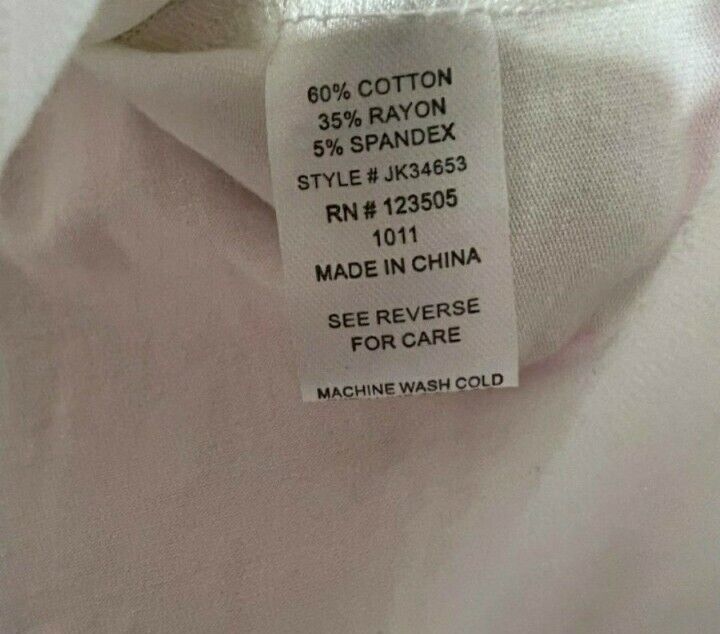 60% COTTON
35% RAYON
5% SPANDEX
STYLE # JK34653
RN # 123505
1011
MADE IN CHINA
SEE REVERSE
FOR CARE
MACHINE WASH COLD